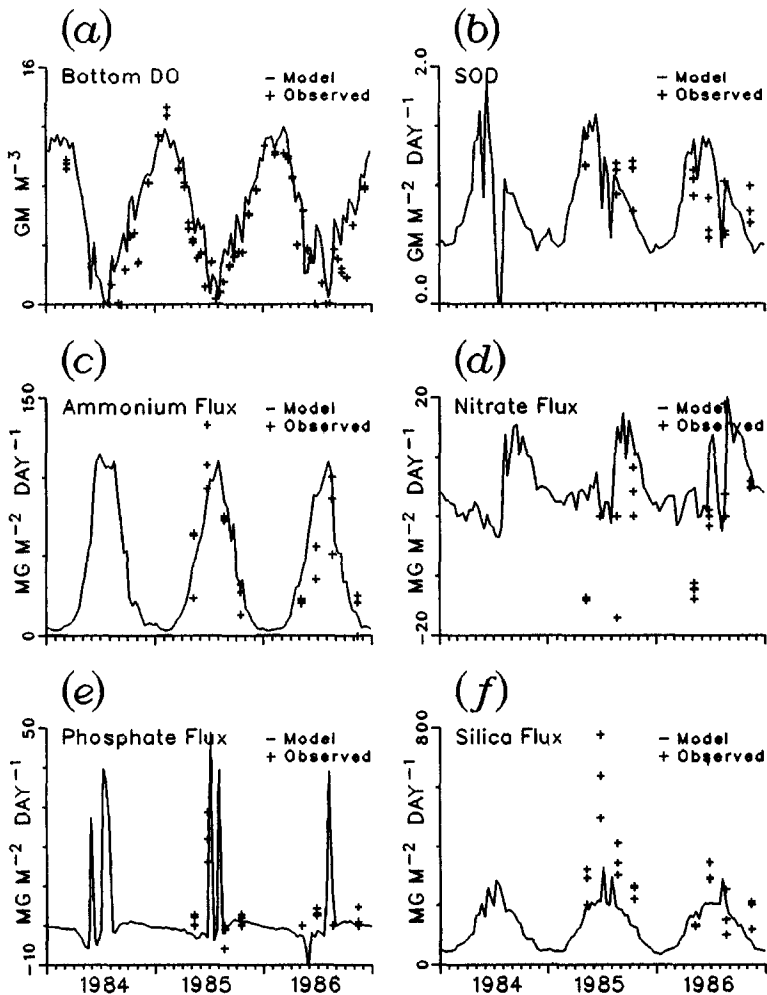 (a)
16
Bottom DO
– Model
+ Observed
GM M⁻³
0
(b)
2.0
SOD
– Model
+ Observed
GM M⁻² DAY⁻¹
0.0
(c)
150
Ammonium Flux
– Model
+ Observed
MG M⁻² DAY⁻¹
0
(d)
20
Nitrate Flux
– Model
+ Observed
MG M⁻² DAY⁻¹
-20
(e)
50
Phosphate Flux
– Model
+ Observed
MG M⁻² DAY⁻¹
-10
1984 1985 1986
(f)
800
Silica Flux
– Model
+ Observed
MG M⁻² DAY⁻¹
0
1984 1985 1986